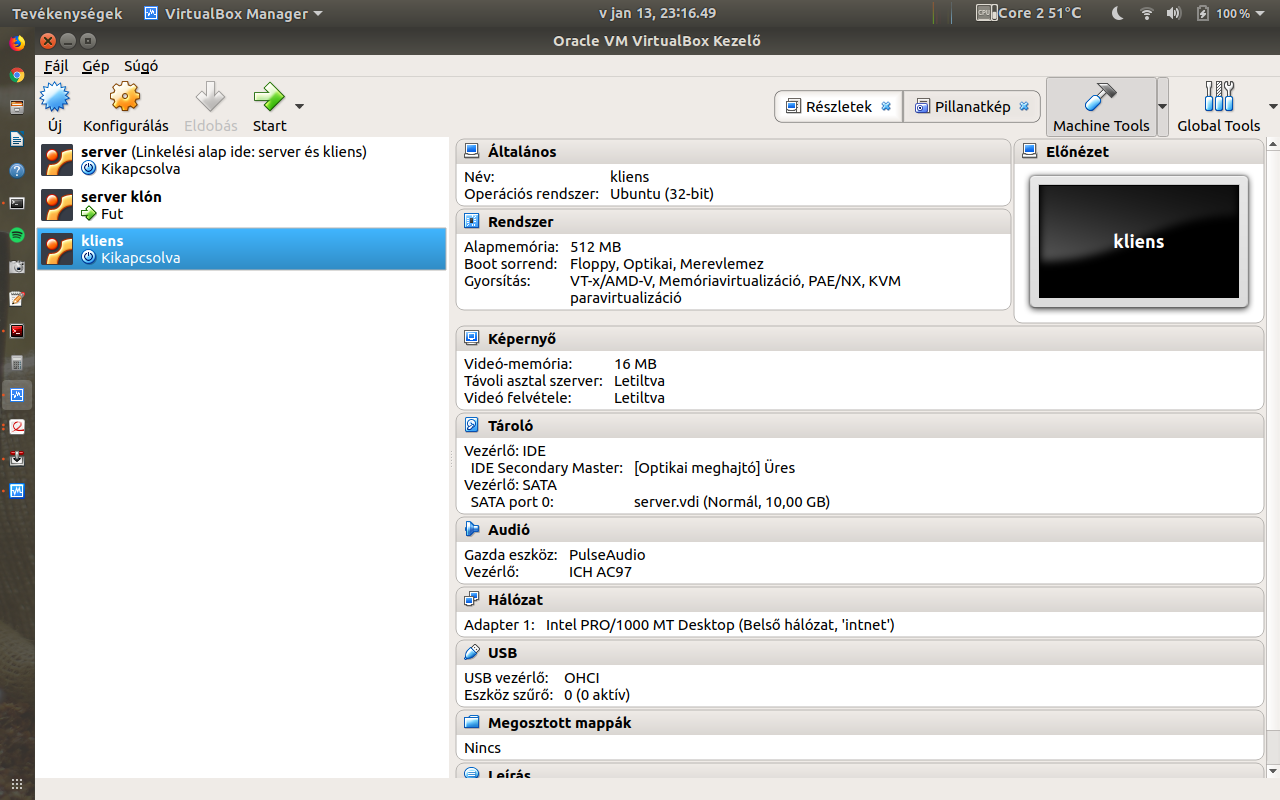 Tevékenységek VirtualBox Manager v jan 13, 23:16.49 CPU Core 2 51°C 100 %
Oracle VM VirtualBox Kezelő
Fájl Gép Súgó
Új Konfigurálás Eldobás Start Részletek Pillanatkép Machine Tools Global Tools
server (Linkelési alap ide: server és kliens)
Kikapcsolva
server klón
Fut
kliens
Kikapcsolva
Általános
Név: kliens
Operációs rendszer: Ubuntu (32-bit)
Előnézet
kliens
Rendszer
Alapmemória: 512 MB
Boot sorrend: Floppy, Optikai, Merevlemez
Gyorsítás: VT-x/AMD-V, Memóriavirtualizáció, PAE/NX, KVM
paravirtualizáció
Képernyő
Videó-memória: 16 MB
Távoli asztal szerver: Letiltva
Videó felvétele: Letiltva
Tároló
Vezérlő: IDE
IDE Secondary Master: [Optikai meghajtó] Üres
Vezérlő: SATA
SATA port 0: server.vdi (Normál, 10,00 GB)
Audió
Gazda eszköz: PulseAudio
Vezérlő: ICH AC97
Hálózat
Adapter 1: Intel PRO/1000 MT Desktop (Belső hálózat, 'intnet')
USB
USB vezérlő: OHCI
Eszköz szűrő: 0 (0 aktív)
Megosztott mappák
Nincs
Leírás